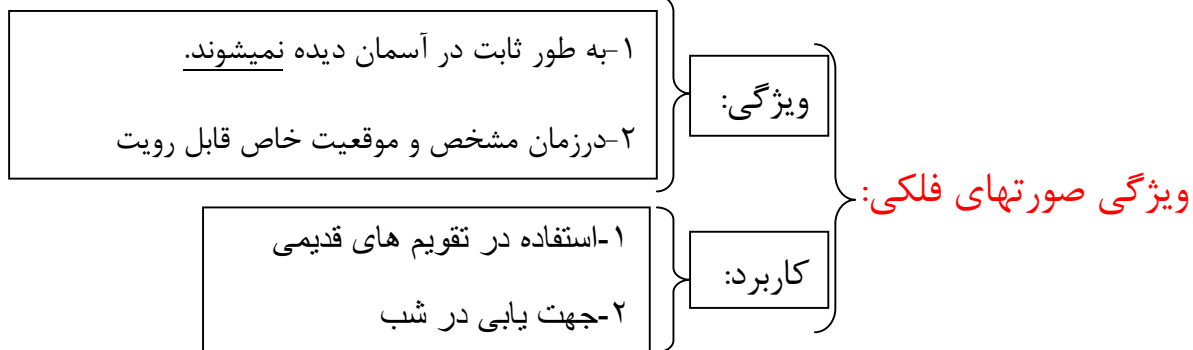 ویژگی صورتهای فلکی:
ویژگی:
۱-به طور ثابت در آسمان دیده نمیشوند.
۲-درزمان مشخص و موقعیت خاص قابل رویت
کاربرد:
۱-استفاده در تقویم های قدیمی
۲-جهت یابی در شب